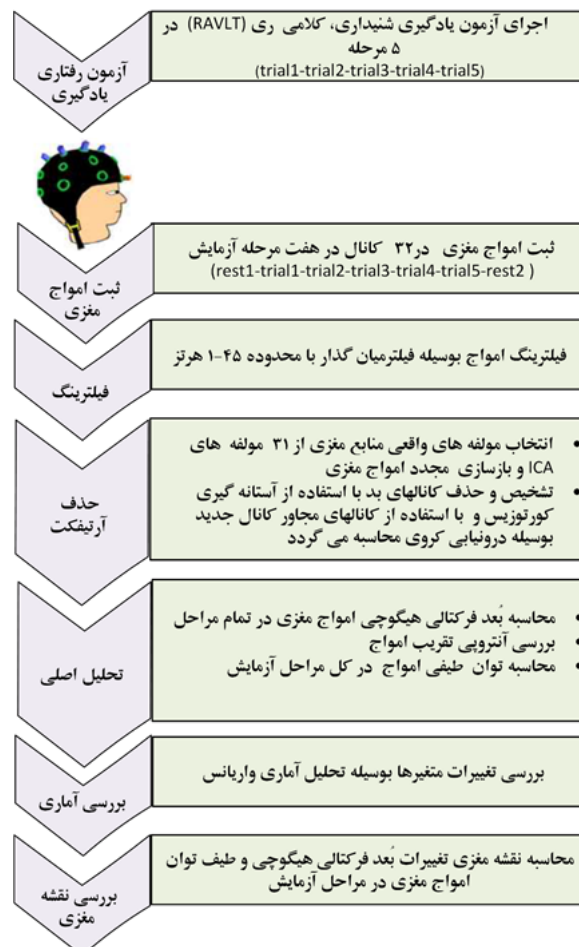 آزمون رفتاری
یادگیری
اجرای آزمون یادگیری شنیداری، کلامی ری (RAVLT) در
۵ مرحله
(trial1-trial2-trial3-trial4-trial5)
ثبت امواج
مغزی
ثبت امواج مغزی در۳۲ کانال در هفت مرحله آزمایش
(rest1-trial1-trial2-trial3-trial4-trial5-rest2 )
فیلترینگ
فیلترینگ امواج بوسیله فیلترمیان گذار با محدوده ۴۵-۱ هرتز
حذف
آرتیفکت
• انتخاب مولفه های واقعی منابع مغزی از ۳۱ مولفه های
ICA و بازسازی مجدد امواج مغزی
• تشخیص و حذف کانالهای بد با استفاده از آستانه گیری
کورتوزیس و با استفاده از کانالهای مجاور کانال جدید
بوسیله درونیابی کروی محاسبه می گردد
تحلیل اصلی
• محاسبه بُعد فرکتالی هیگوچی امواج مغزی در تمام مراحل
• بررسی آنتروپی تقریب امواج
• محاسبه توان طیفی امواج در کل مراحل آزمایش
بررسی آماری
بررسی تغییرات متغیرها بوسیله تحلیل آماری واریانس
بررسی نقشه
مغزی
محاسبه نقشه مغزی تغییرات بُعد فرکتالی هیگوچی و طیف توان
امواج مغزی در مراحل آزمایش